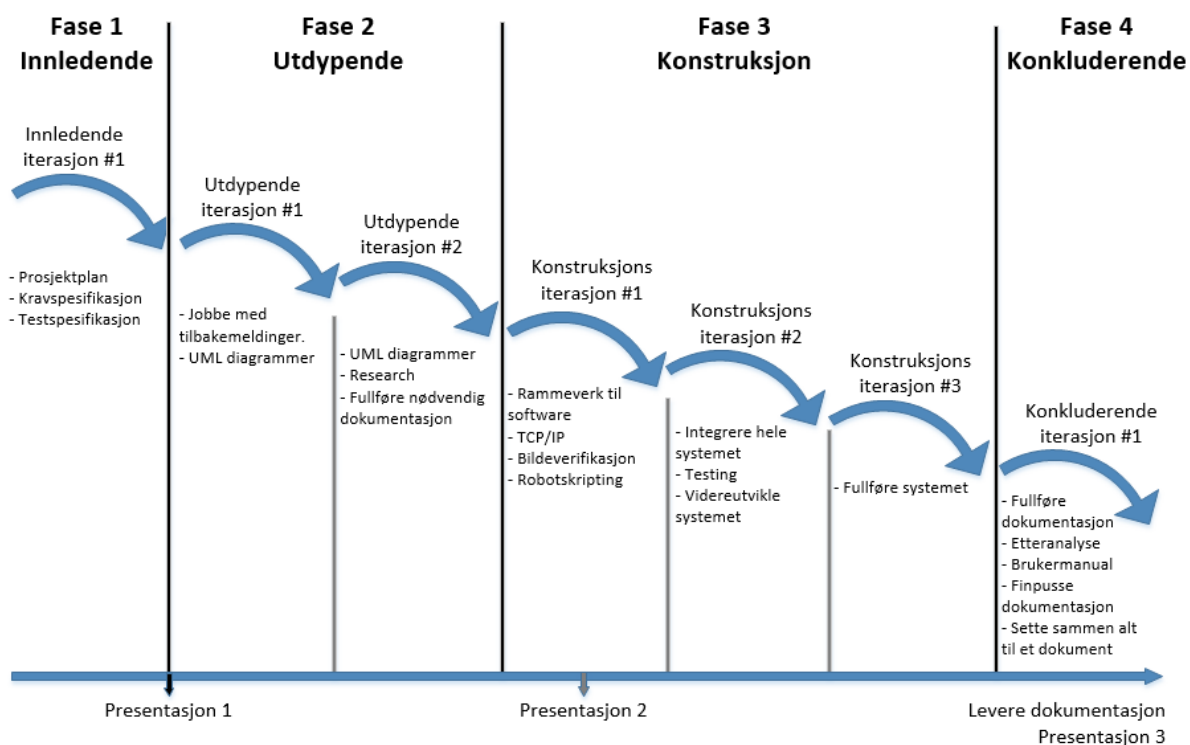 Fase 1
Innledende
Fase 2
Utdypende
Fase 3
Konstruksjon
Fase 4
Konkluderende
Innledende
iterasjon #1
- Prosjektplan
- Kravspesifikasjon
- Testspesifikasjon
Utdypende
iterasjon #1
- Jobbe med
tilbakemeldinger.
- UML diagrammer
Utdypende
iterasjon #2
- UML diagrammer
- Research
- Fullføre nødvendig
dokumentasjon
Konstruksjons
iterasjon #1
- Rammeverk til
software
- TCP/IP
- Bildeverifikasjon
- Robotskripting
Konstruksjons
iterasjon #2
- Integrere hele
systemet
- Testing
- Videreutvikle
systemet
Konstruksjons
iterasjon #3
- Fullføre systemet
Konkluderende
iterasjon #1
- Fullføre
dokumentasjon
- Etteranalyse
- Brukermanual
- Finpusse
dokumentasjon
- Sette sammen alt
til et dokument
Presentasjon 1
Presentasjon 2
Levere dokumentasjon
Presentasjon 3